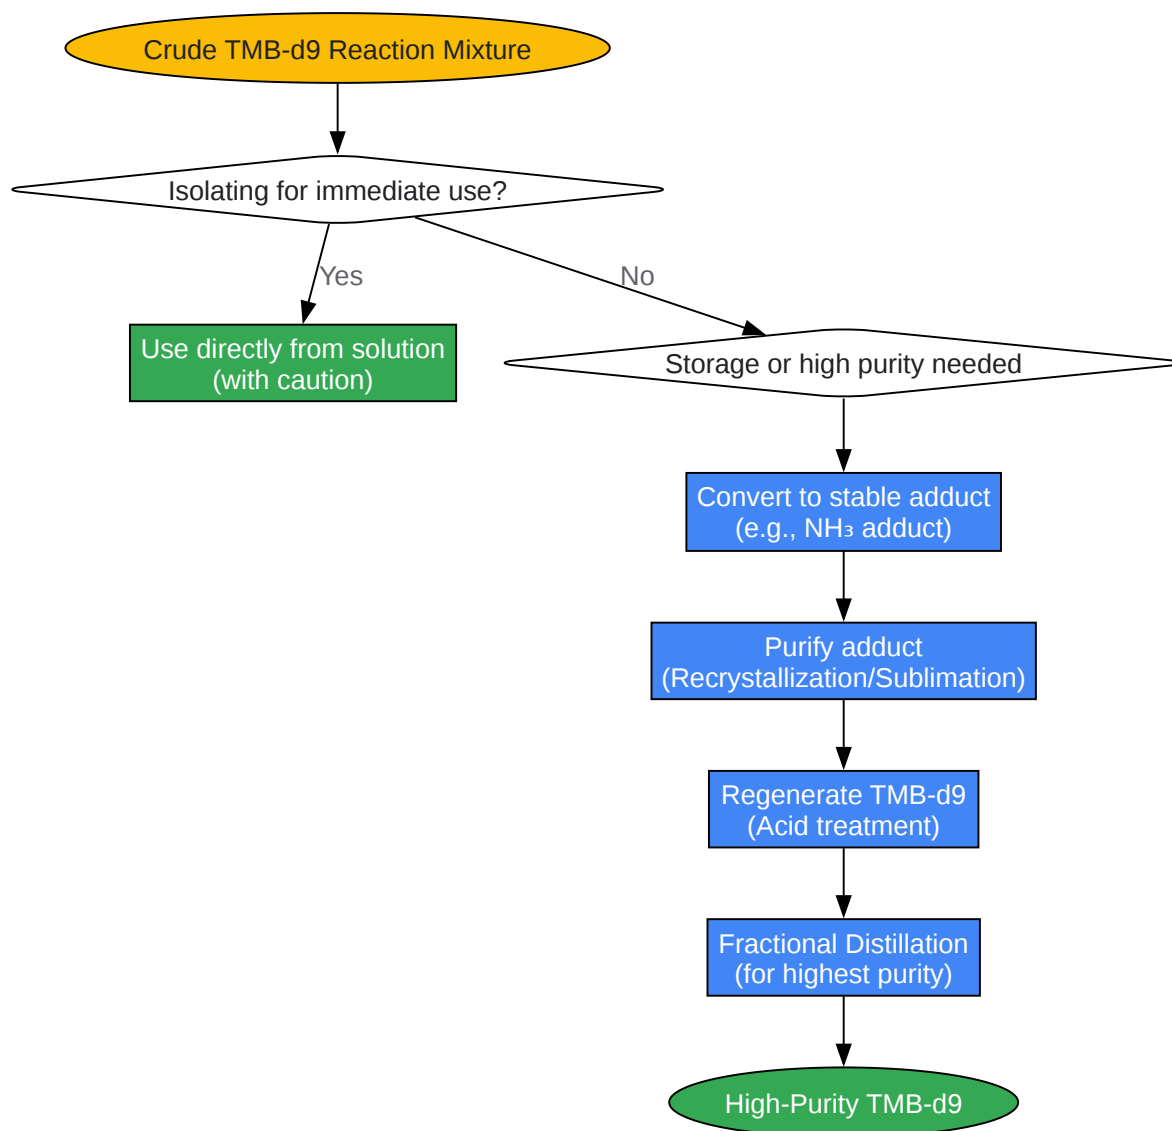 Crude TMB-d9 Reaction Mixture
Isolating for immediate use?
Yes
No
Use directly from solution
(with caution)
Storage or high purity needed
Convert to stable adduct
(e.g., NH₃ adduct)
Purify adduct
(Recrystallization/Sublimation)
Regenerate TMB-d9
(Acid treatment)
Fractional Distillation
(for highest purity)
High-Purity TMB-d9